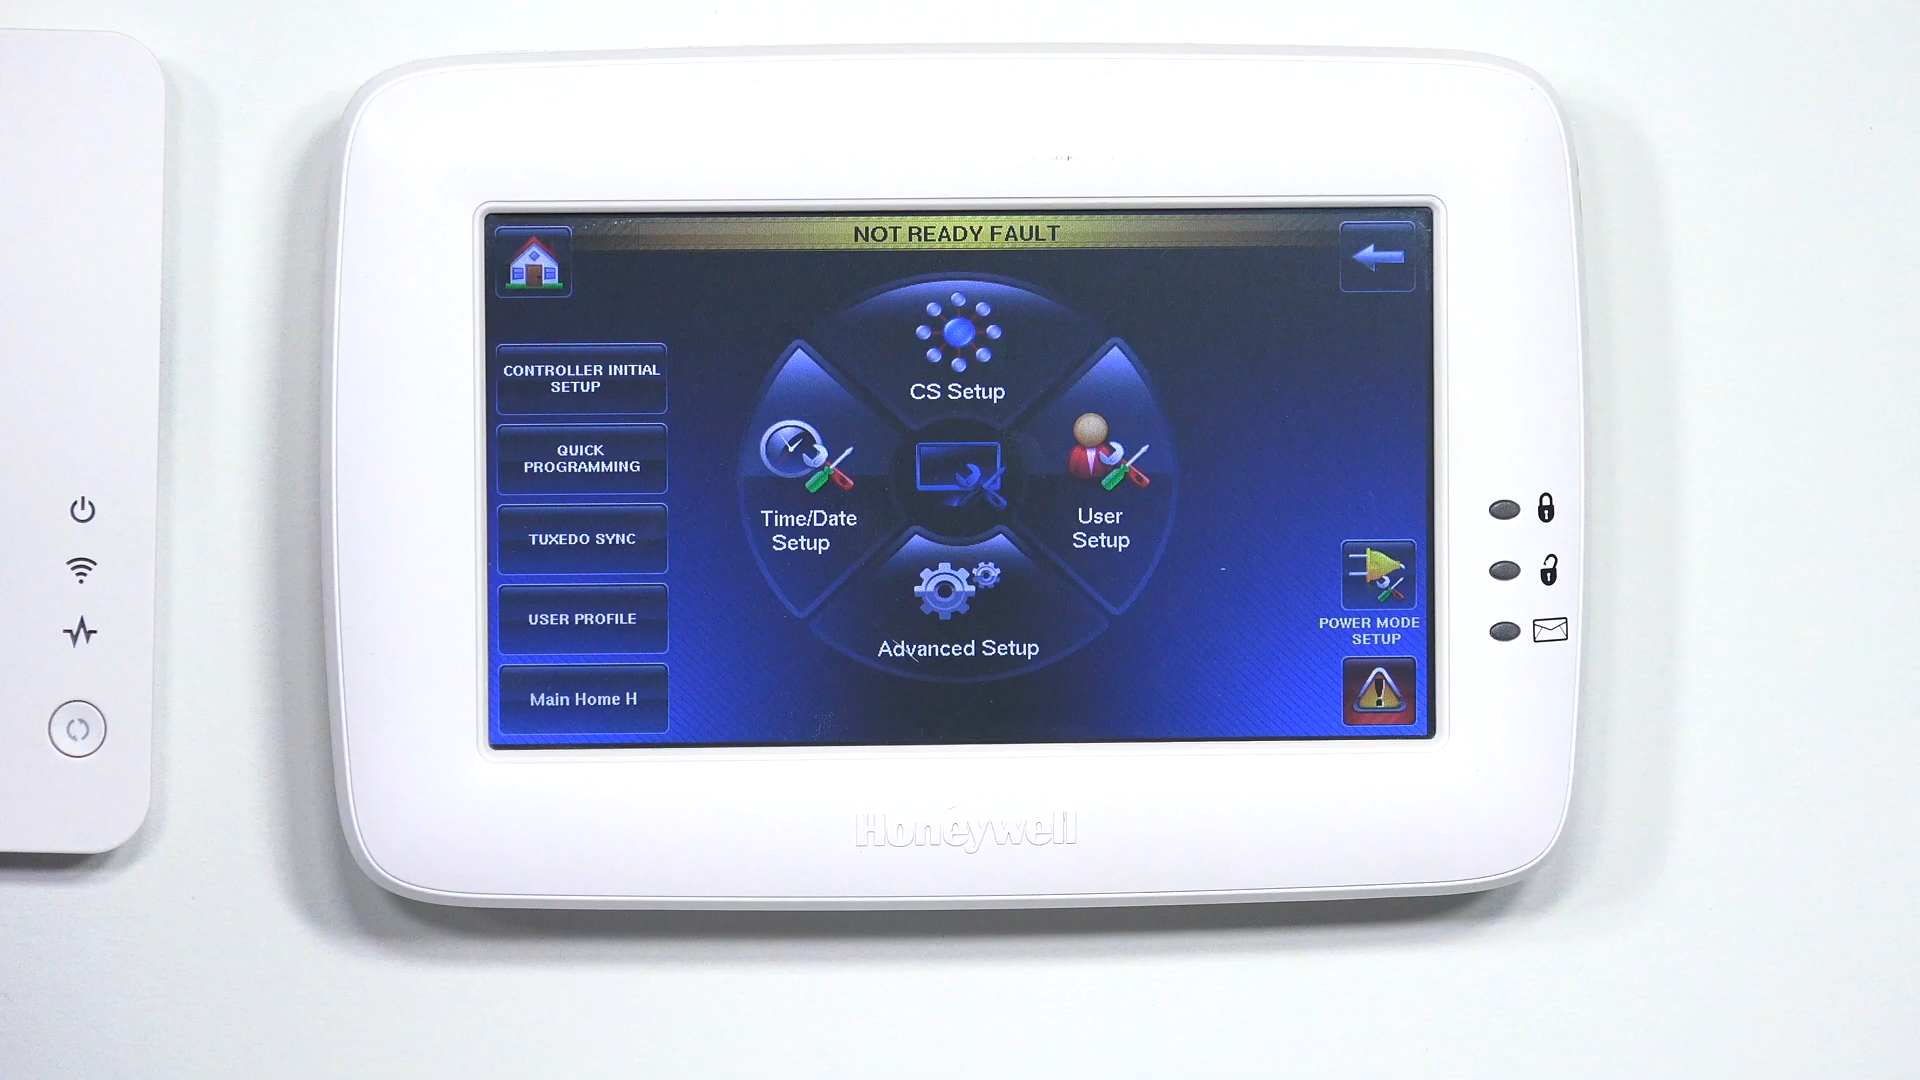 NOT READY FAULT
CONTROLLER INITIAL
SETUP
QUICK
PROGRAMMING
TUXEDO SYNC
USER PROFILE
Main Home H
CS Setup
Time/Date
Setup
User
Setup
Advanced Setup
POWER MODE
SETUP
Honeywell